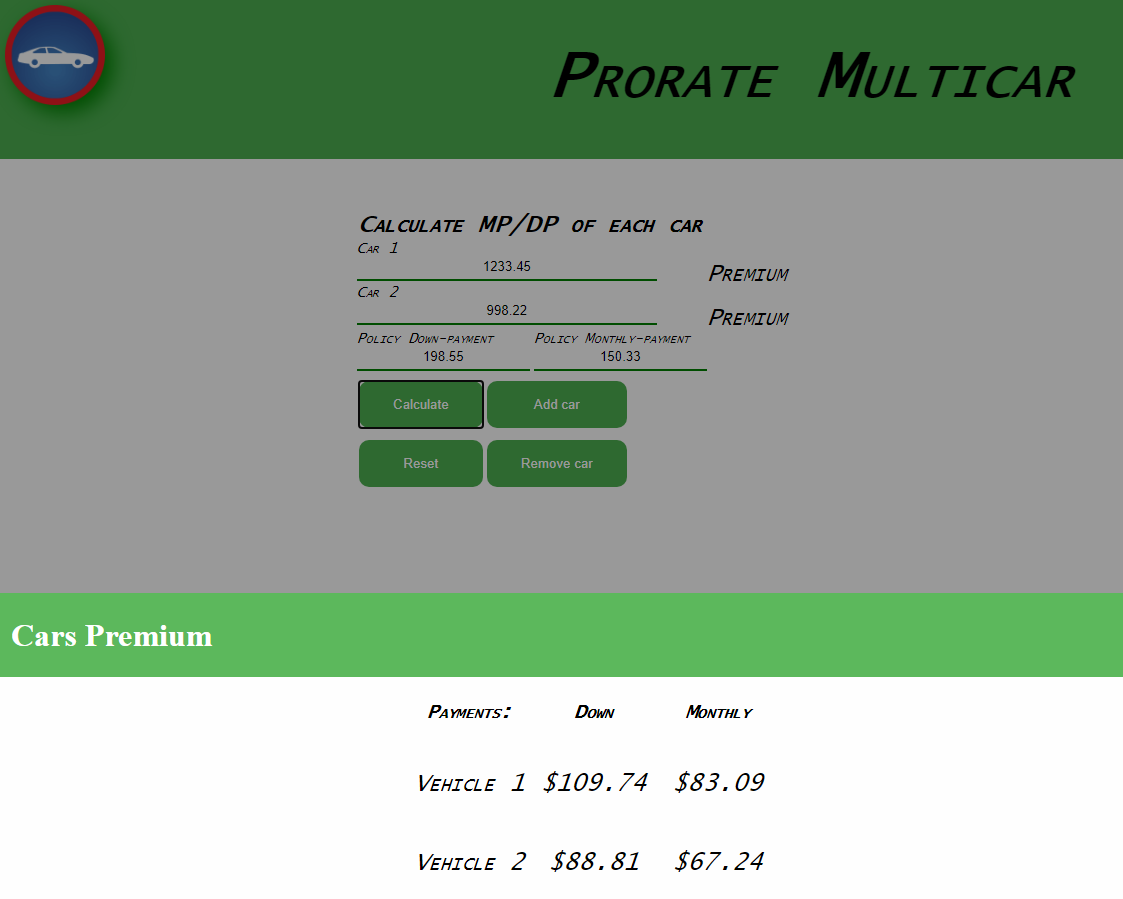 Prorate Multicar
Calculate MP/DP of each car
Car 1
1233.45
Premium
Car 2
998.22
Premium
Policy Down-payment Policy Monthly-payment
198.55 150.33
Calculate Add car
Reset Remove car
Cars Premium
Payments: Down Monthly
Vehicle 1 $109.74 $83.09
Vehicle 2 $88.81 $67.24